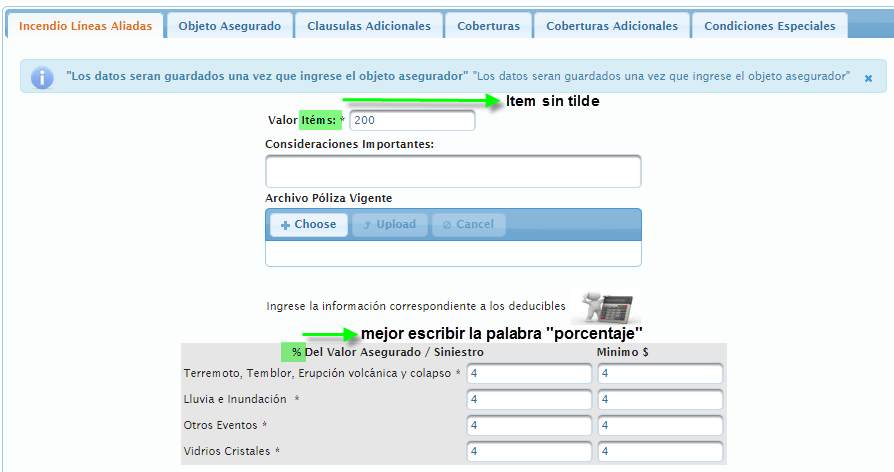 Incendio Líneas Aliadas Objeto Asegurado Clausulas Adicionales Coberturas Coberturas Adicionales Condiciones Especiales
"Los datos seran guardados una vez que ingrese el objeto asegurador" "Los datos seran guardados una vez que ingrese el objeto asegurador"
Item sin tilde
Valor Itéms: * 200
Consideraciones Importantes:
Archivo Póliza Vigente
Choose Upload Cancel
Ingrese la información correspondiente a los deducibles
mejor escribir la palabra "porcentaje"
% Del Valor Asegurado / Siniestro Minimo $
Terremoto, Temblor, Erupción volcánica y colapso * 4 4
Lluvia e Inundación * 4 4
Otros Eventos * 4 4
Vidrios Cristales * 4 4